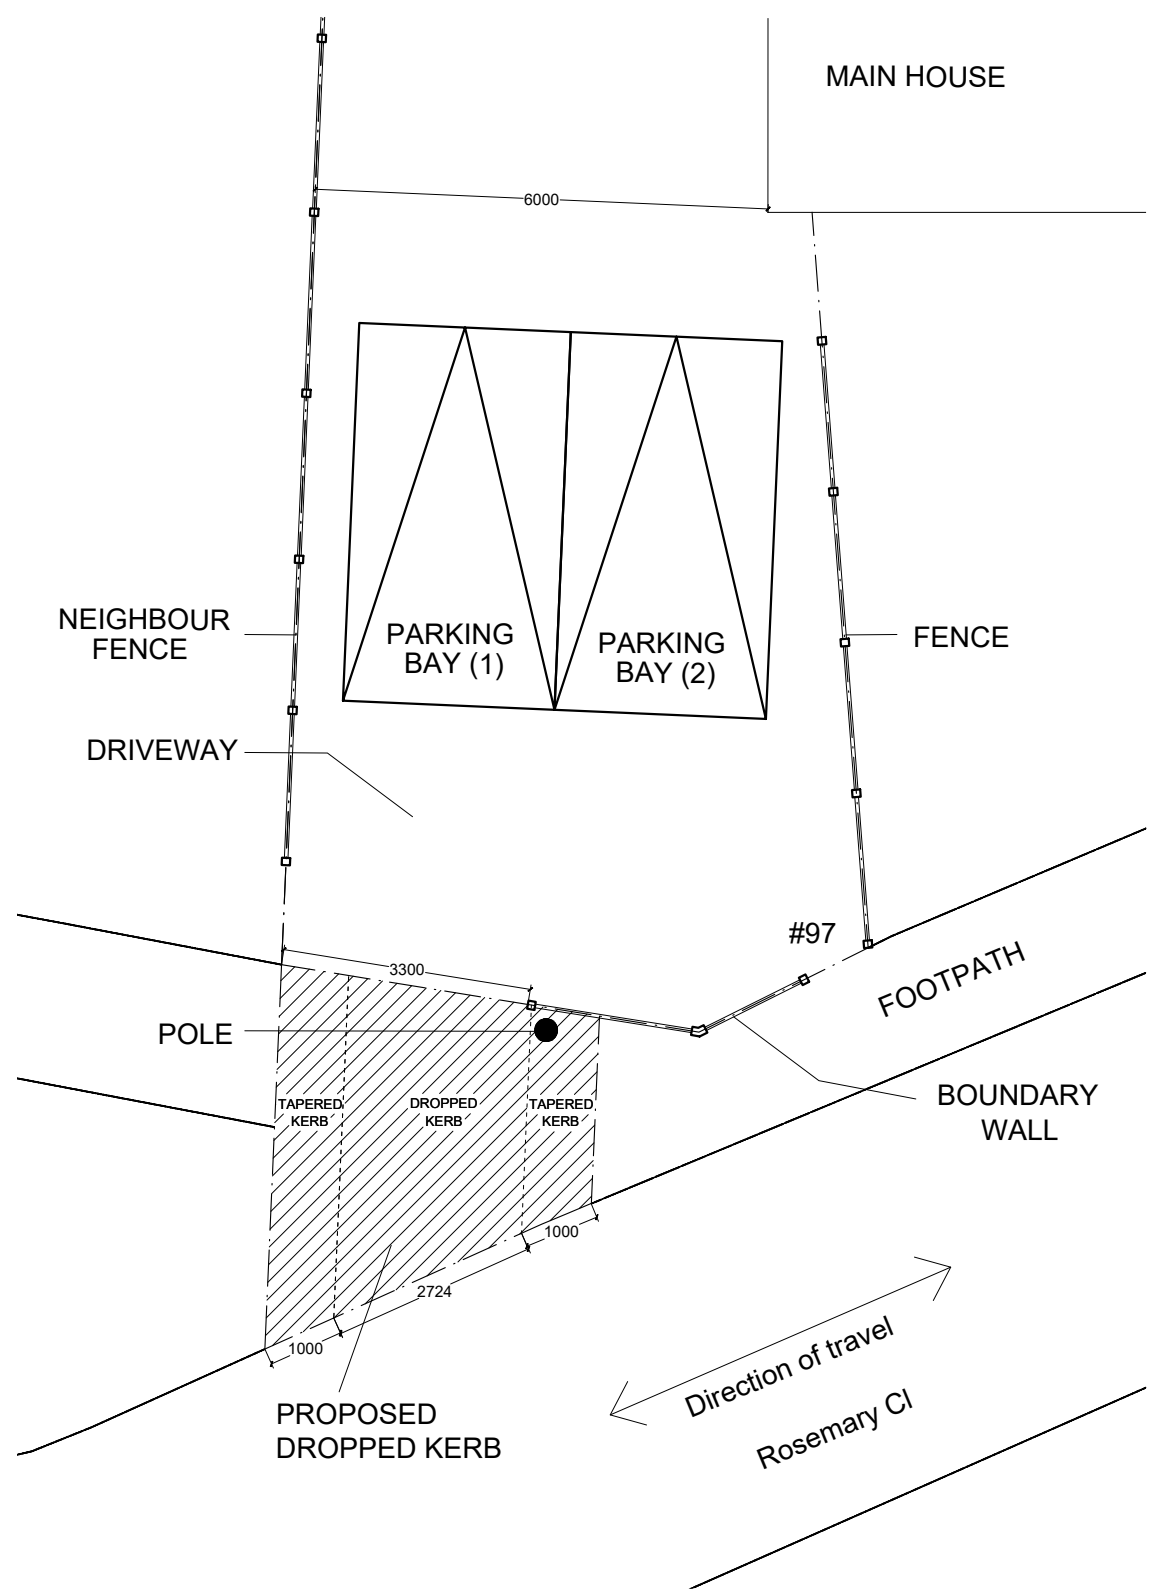 MAIN HOUSE
6000
NEIGHBOUR
FENCE
PARKING
BAY (1)
PARKING
BAY (2)
FENCE
DRIVEWAY
#97
3300
FOOTPATH
POLE
TAPERED
KERB
DROPPED
KERB
TAPERED
KERB
BOUNDARY
WALL
1000
2724
1000
Direction of travel
Rosemary Cl
PROPOSED
DROPPED KERB